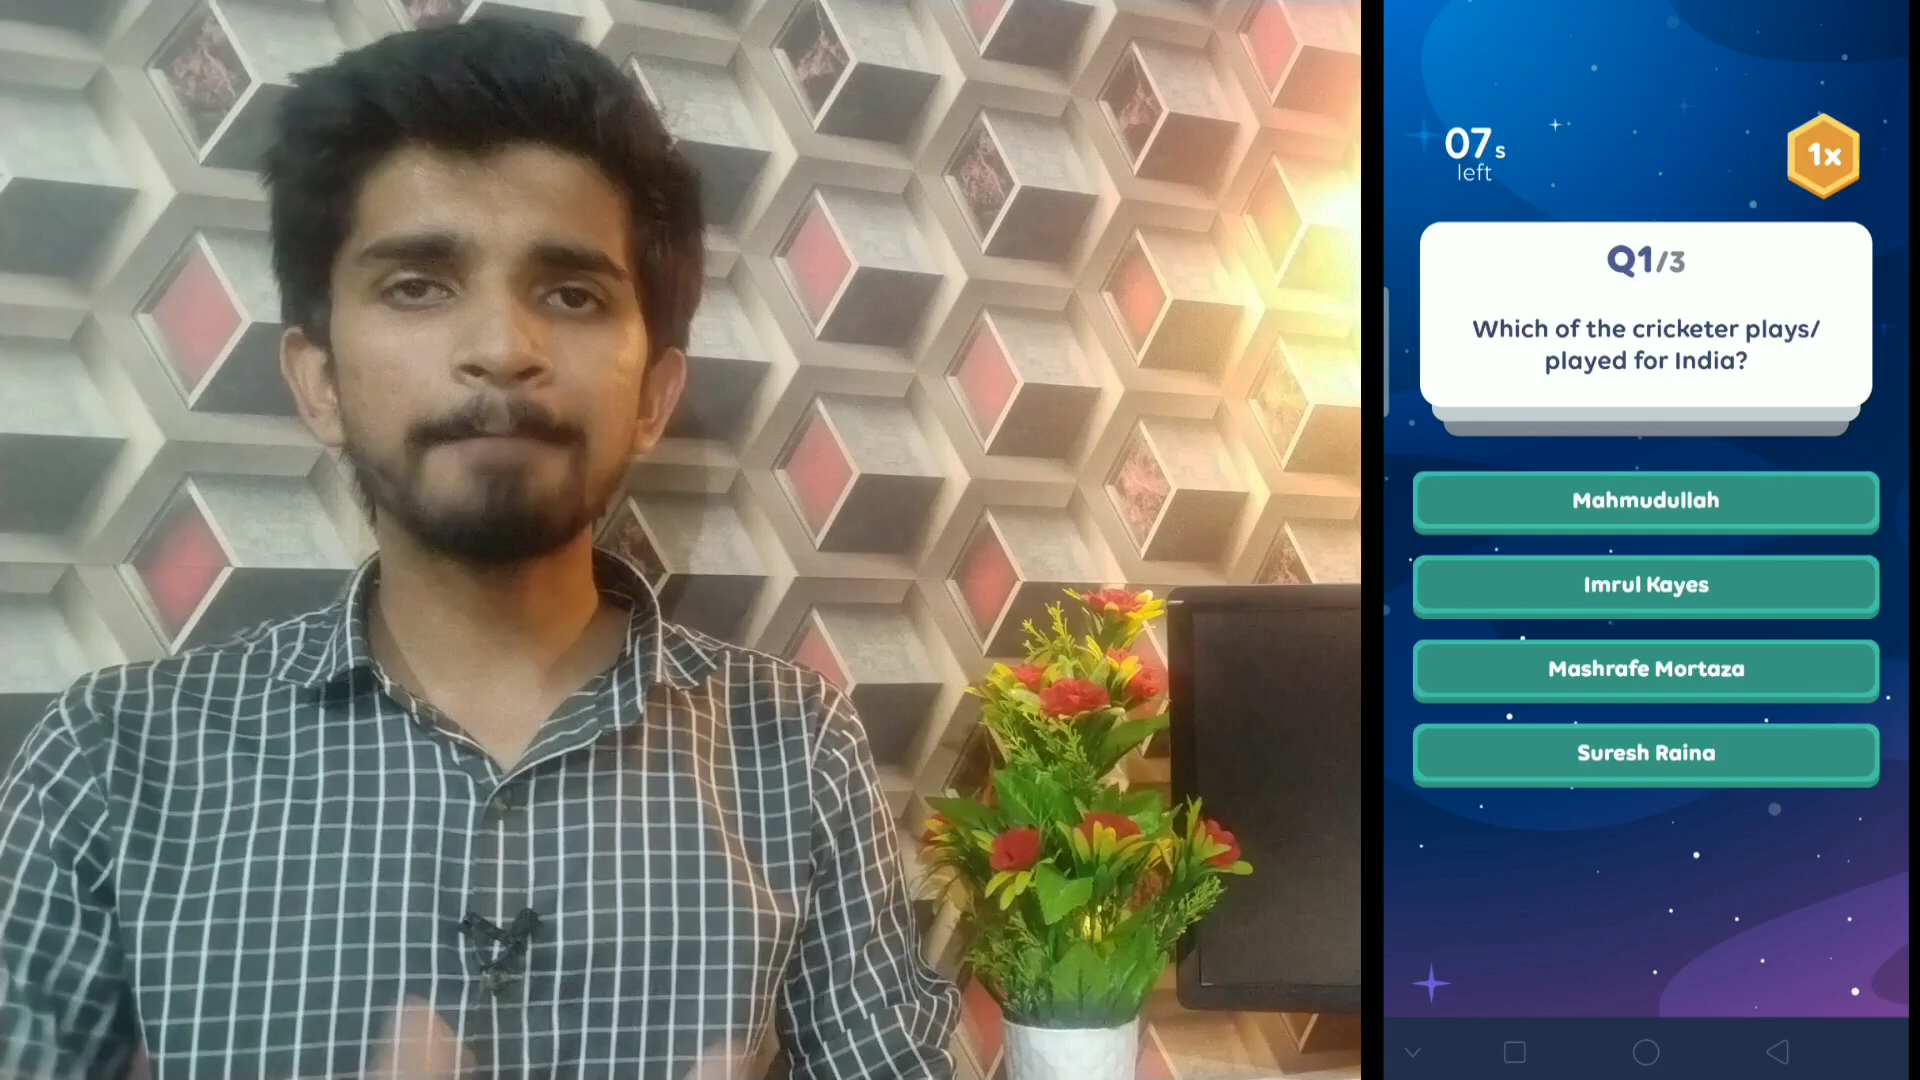 07s
left
1x
Q1/3
Which of the cricketer plays/
played for India?
Mahmudullah
Imrul Kayes
Mashrafe Mortaza
Suresh Raina